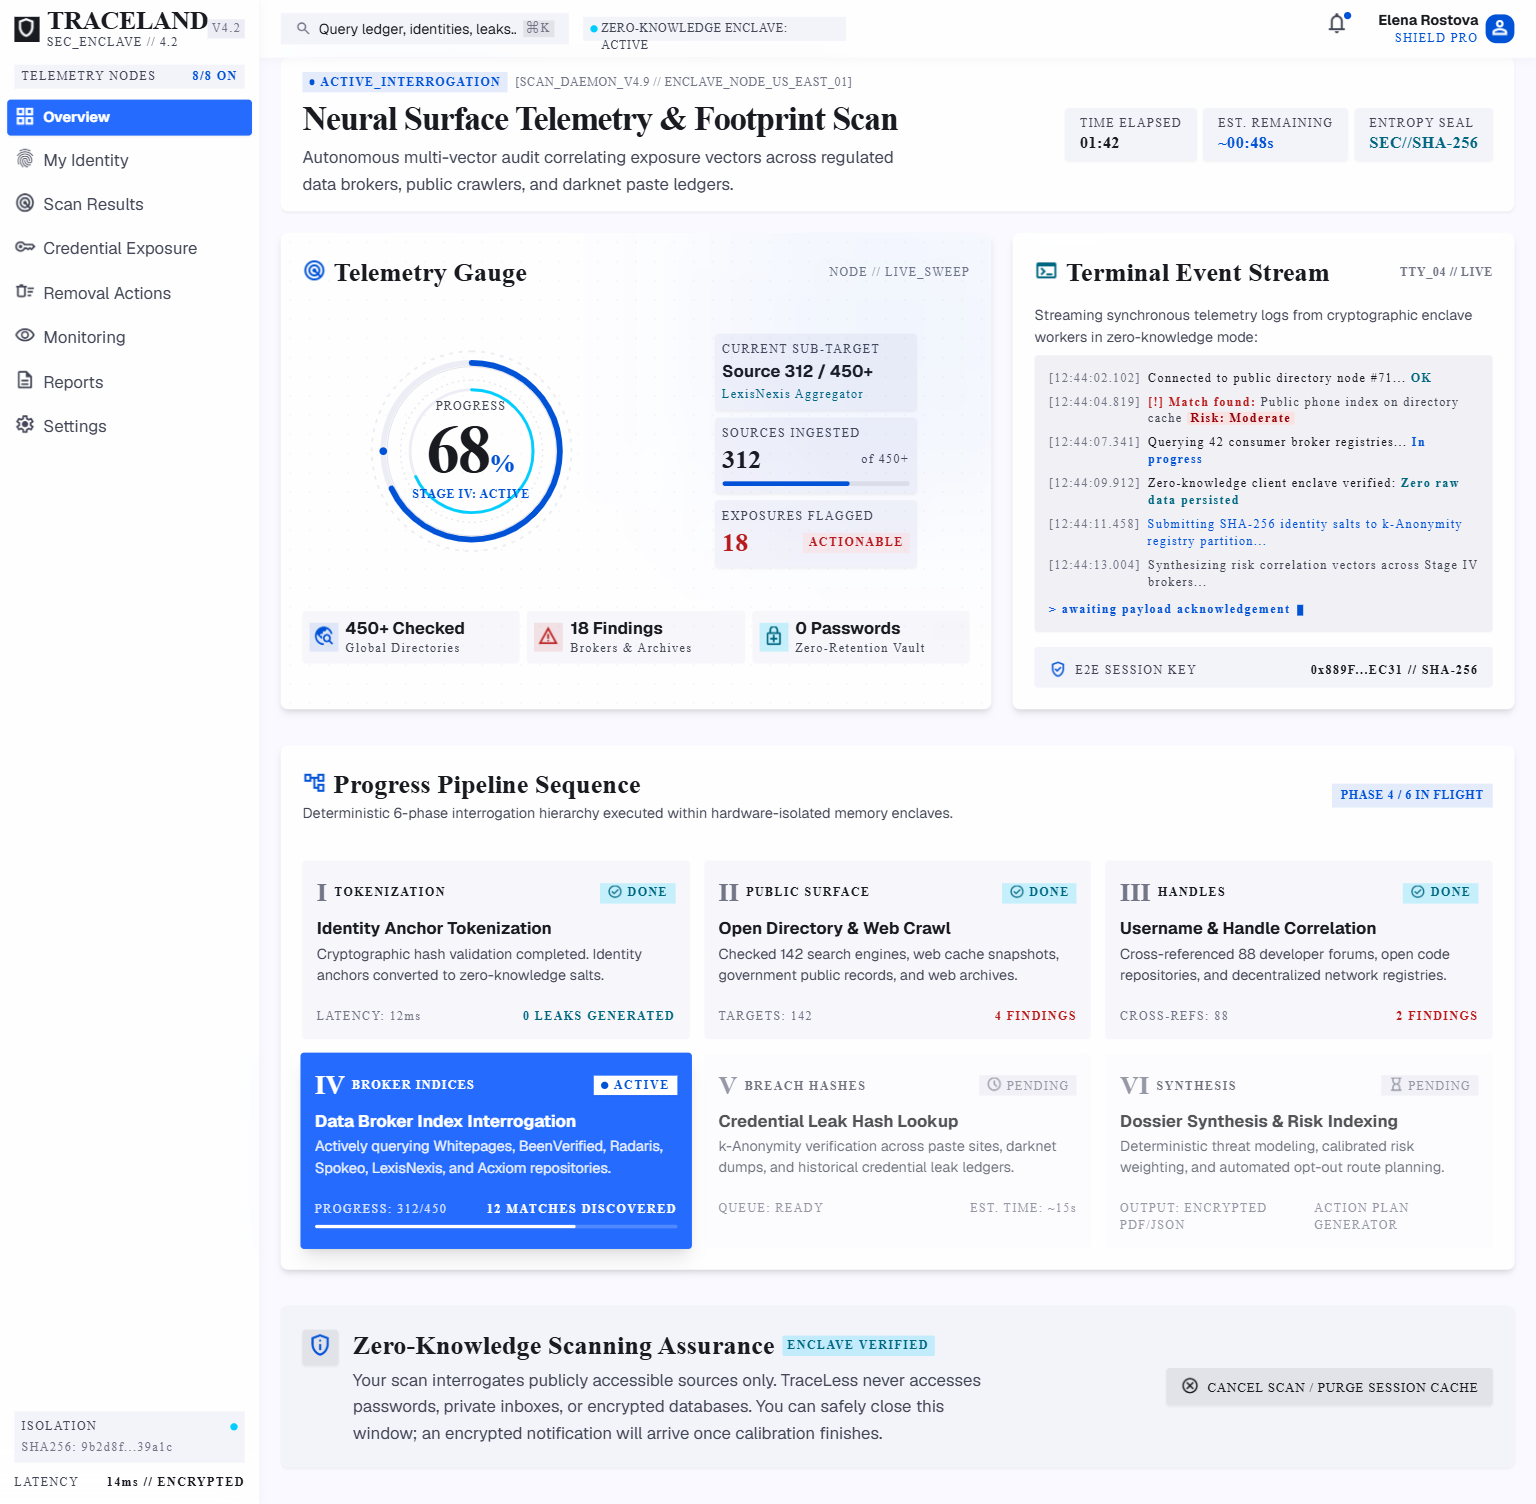 TRACELAND V4.2
SEC_ENCLAVE // 4.2
TELEMETRY NODES 8/8 ON
Overview
My Identity
Scan Results
Credential Exposure
Removal Actions
Monitoring
Reports
Settings
ISOLATION
SHA256: 9b2d8f...39a1c
LATENCY 14ms // ENCRYPTED
Query ledger, identities, leaks.. ⌘K
ZERO-KNOWLEDGE ENCLAVE:
ACTIVE
Elena Rostova
SHIELD PRO
ACTIVE_INTERROGATION [SCAN_DAEMON_V4.9 // ENCLAVE_NODE_US_EAST_01]
Neural Surface Telemetry & Footprint Scan
Autonomous multi-vector audit correlating exposure vectors across regulated
data brokers, public crawlers, and darknet paste ledgers.
TIME ELAPSED
01:42
EST. REMAINING
~00:48s
ENTROPY SEAL
SEC//SHA-256
Telemetry Gauge
NODE // LIVE_SWEEP
PROGRESS
68%
STAGE IV: ACTIVE
CURRENT SUB-TARGET
Source 312 / 450+
LexisNexis Aggregator
SOURCES INGESTED
312 of 450+
EXPOSURES FLAGGED
18 ACTIONABLE
450+ Checked
Global Directories
18 Findings
Brokers & Archives
0 Passwords
Zero-Retention Vault
Terminal Event Stream
TTY_04 // LIVE
Streaming synchronous telemetry logs from cryptographic enclave
workers in zero-knowledge mode:
[12:44:02.102] Connected to public directory node #71... OK
[12:44:04.819] [!] Match found: Public phone index on directory
cache Risk: Moderate
[12:44:07.341] Querying 42 consumer broker registries... In
progress
[12:44:09.912] Zero-knowledge client enclave verified: Zero raw
data persisted
[12:44:11.458] Submitting SHA-256 identity salts to k-Anonymity
registry partition...
[12:44:13.004] Synthesizing risk correlation vectors across Stage IV
brokers...
> awaiting payload acknowledgement
E2E SESSION KEY 0x889F...EC31 // SHA-256
Progress Pipeline Sequence
Deterministic 6-phase interrogation hierarchy executed within hardware-isolated memory enclaves.
PHASE 4 / 6 IN FLIGHT
I TOKENIZATION DONE
Identity Anchor Tokenization
Cryptographic hash validation completed. Identity
anchors converted to zero-knowledge salts.
LATENCY: 12ms 0 LEAKS GENERATED
II PUBLIC SURFACE DONE
Open Directory & Web Crawl
Checked 142 search engines, web cache snapshots,
government public records, and web archives.
TARGETS: 142 4 FINDINGS
III HANDLES DONE
Username & Handle Correlation
Cross-referenced 88 developer forums, open code
repositories, and decentralized network registries.
CROSS-REFS: 88 2 FINDINGS
IV BROKER INDICES ACTIVE
Data Broker Index Interrogation
Actively querying Whitepages, BeenVerified, Radaris,
Spokeo, LexisNexis, and Acxiom repositories.
PROGRESS: 312/450 12 MATCHES DISCOVERED
V BREACH HASHES PENDING
Credential Leak Hash Lookup
k-Anonymity verification across paste sites, darknet
dumps, and historical credential leak ledgers.
QUEUE: READY EST. TIME: ~15s
VI SYNTHESIS PENDING
Dossier Synthesis & Risk Indexing
Deterministic threat modeling, calibrated risk
weighting, and automated opt-out route planning.
OUTPUT: ENCRYPTED ACTION PLAN
PDF/JSON GENERATOR
Zero-Knowledge Scanning Assurance ENCLAVE VERIFIED
Your scan interrogates publicly accessible sources only. TraceLess never accesses
passwords, private inboxes, or encrypted databases. You can safely close this
window; an encrypted notification will arrive once calibration finishes.
CANCEL SCAN / PURGE SESSION CACHE